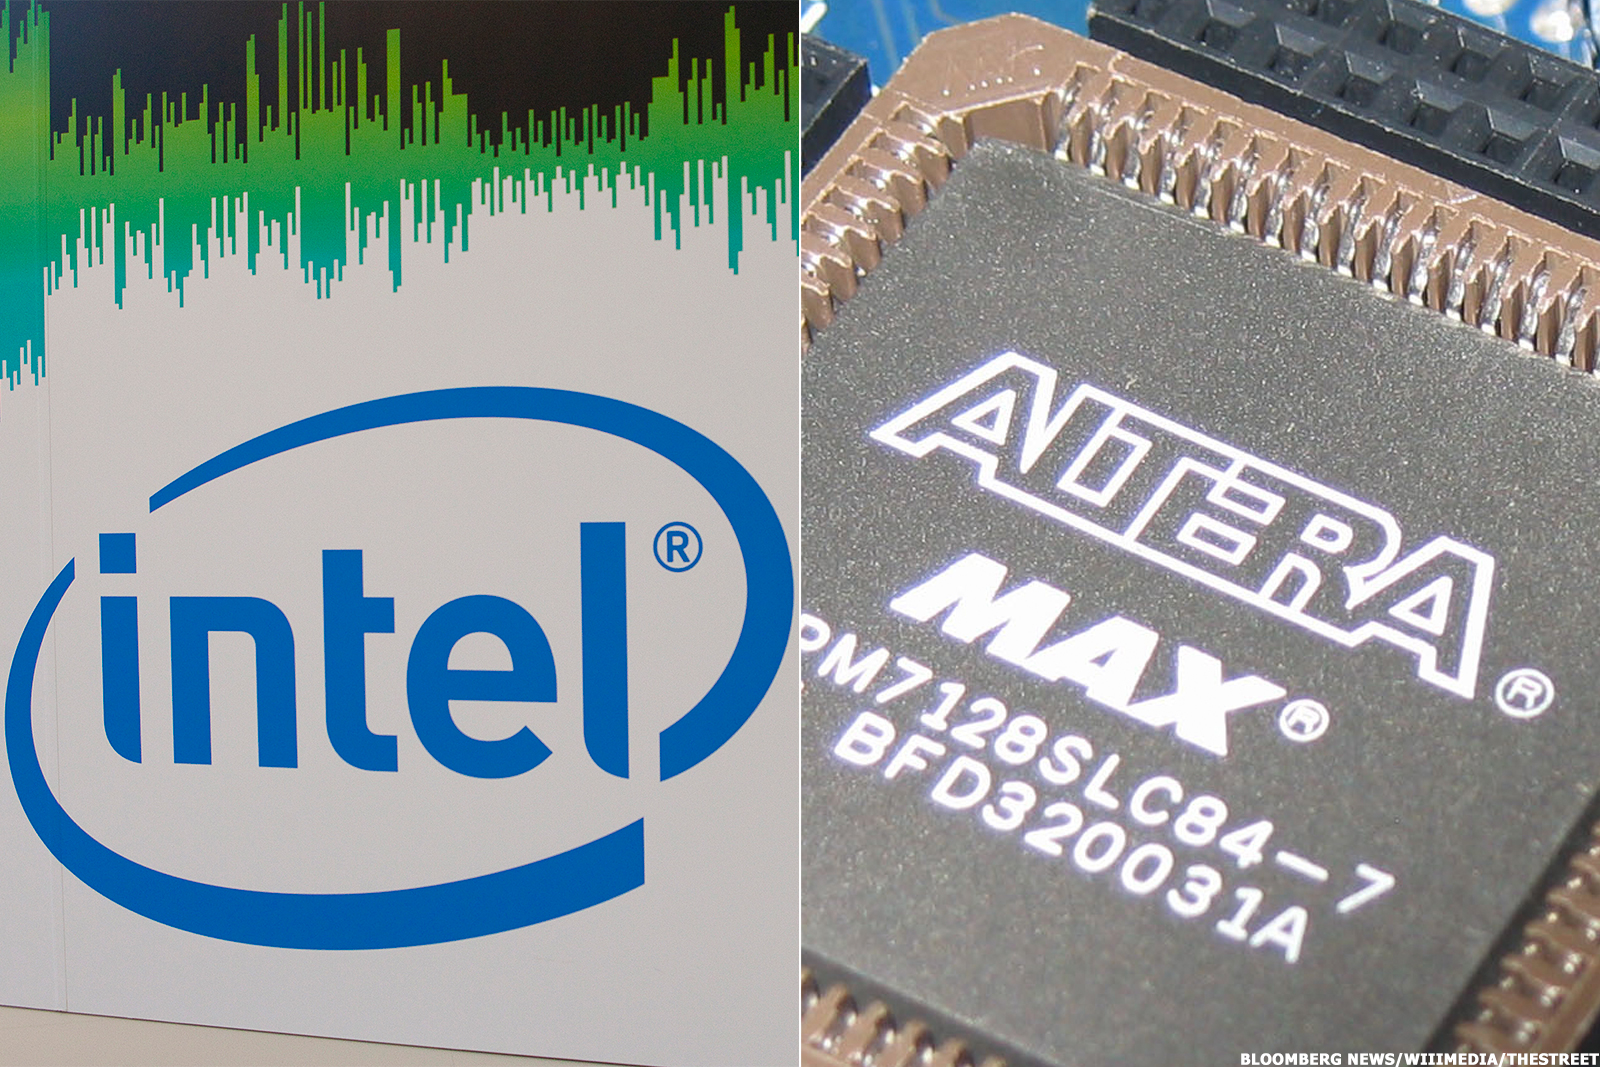 intel®
ALTERA®
MAX®
PM7128SLC84-7
BFD320031A
BLOOMBERG NEWS/WIIIMEDIA/THESTREET